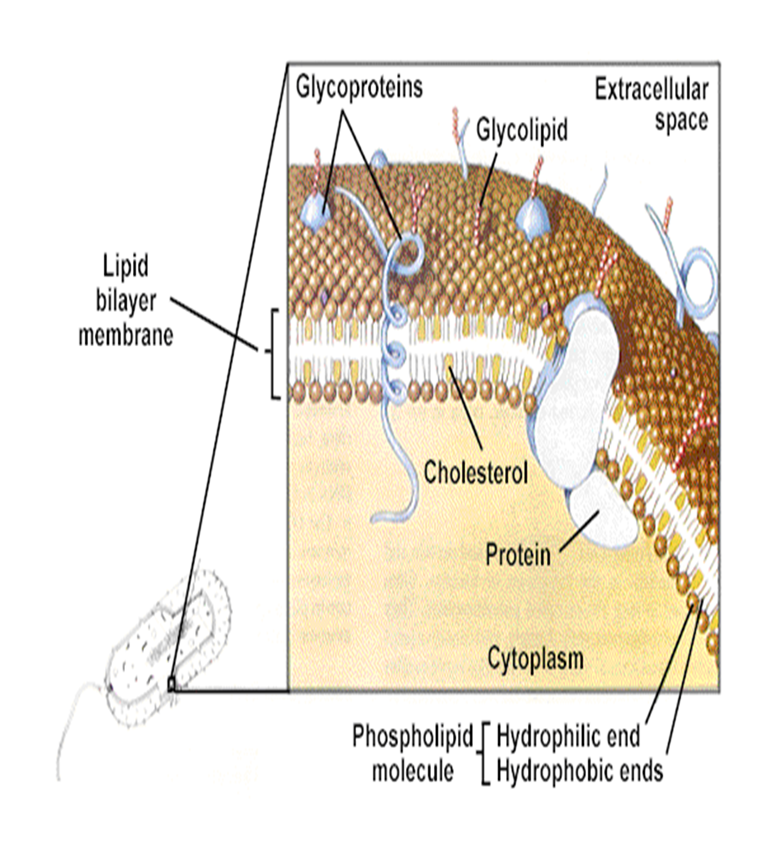 Glycoproteins
Extracellular
space
Glycolipid
Lipid
bilayer
membrane
Cholesterol
Protein
Cytoplasm
Phospholipid
molecule
Hydrophilic end
Hydrophobic ends